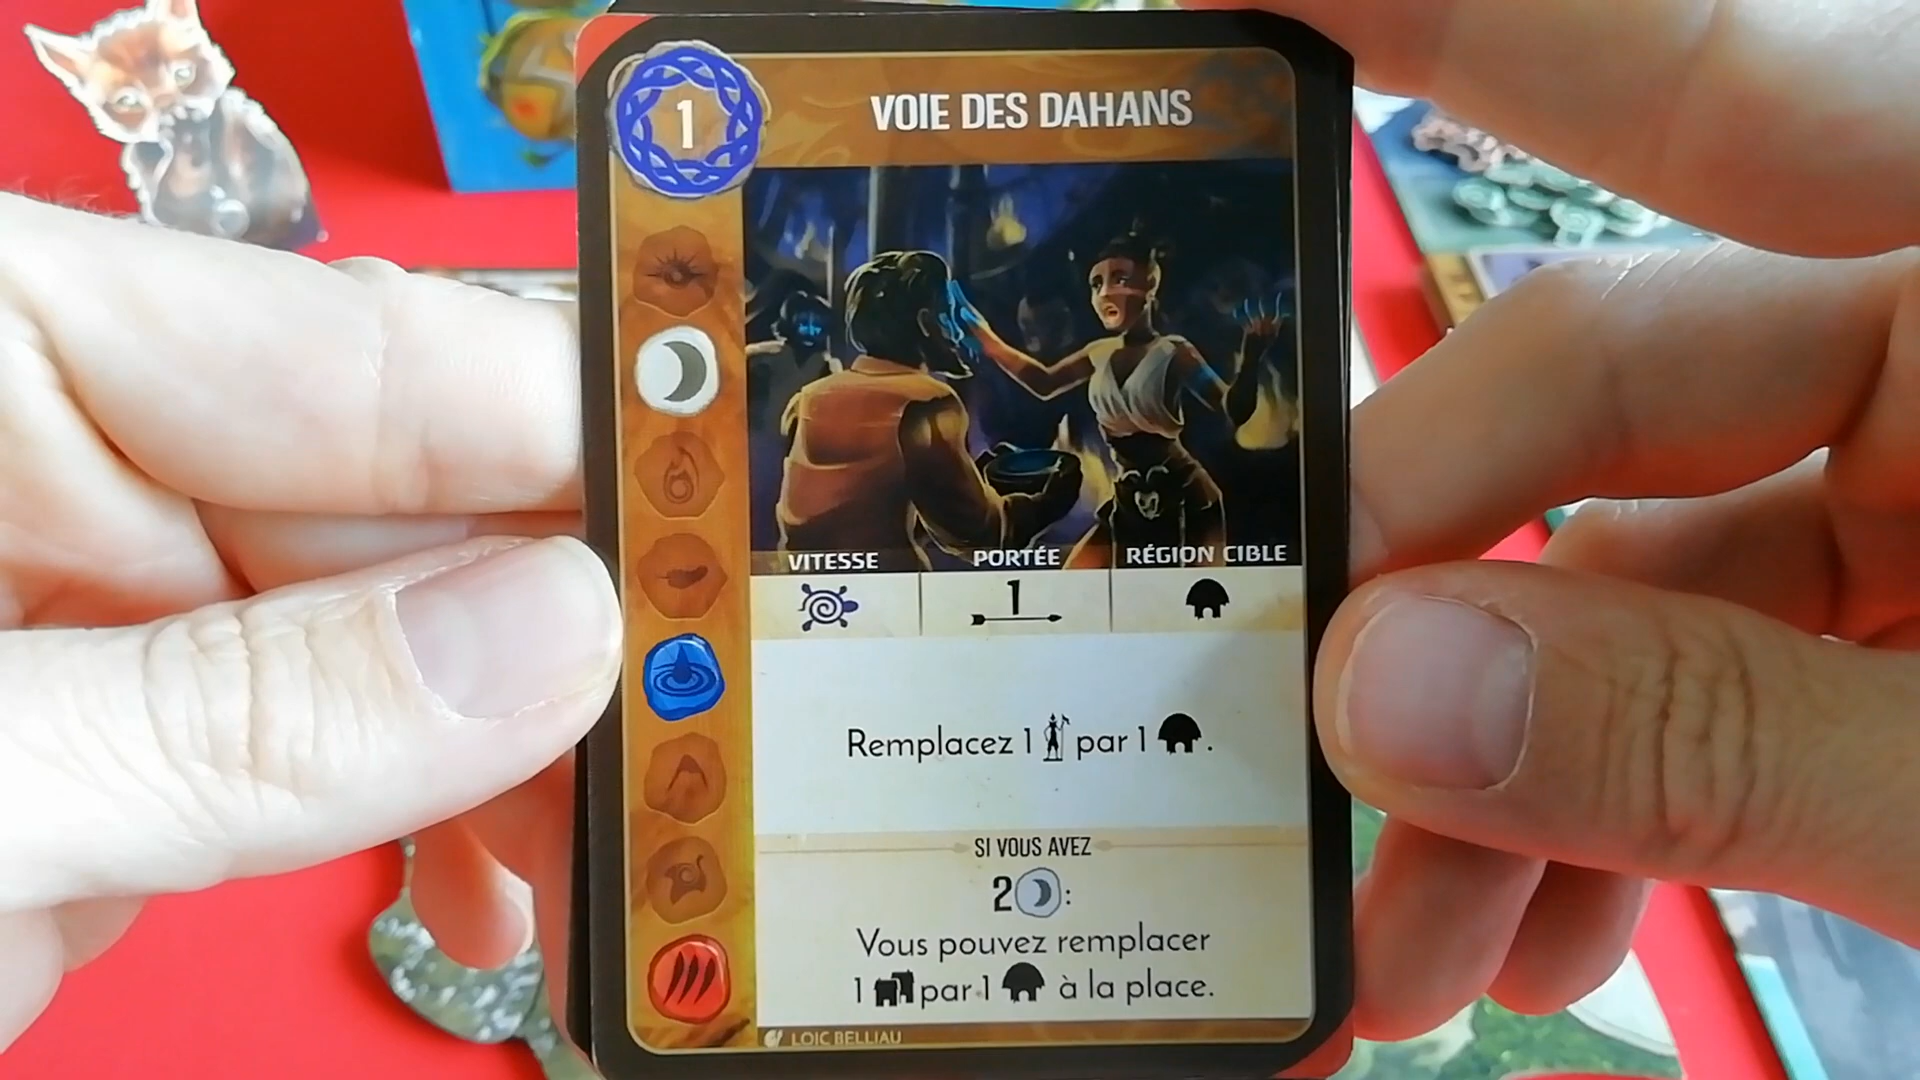 1
VOIE DES DAHANS
VITESSE PORTÉE RÉGION CIBLE
1
Remplacez 1 par 1 .
SI VOUS AVEZ
2 :
Vous pouvez remplacer
1 par 1 à la place.
LOIC BELLIAU